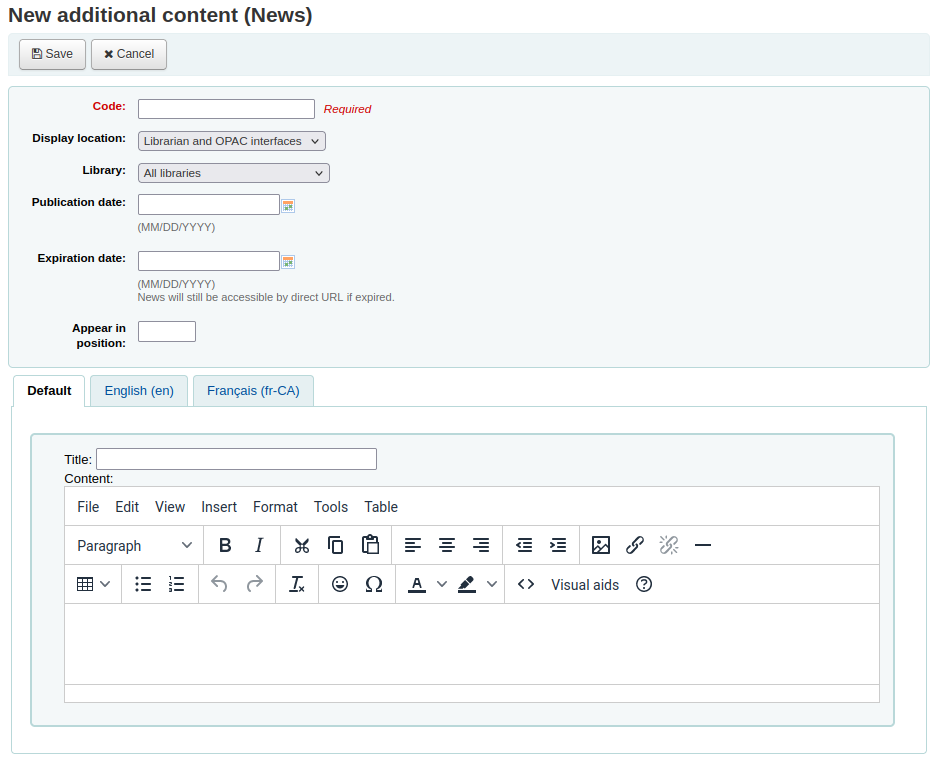 New additional content (News)
Save Cancel
Code: Required
Display location: Librarian and OPAC interfaces
Library: All libraries
Publication date:
(MM/DD/YYYY)
Expiration date:
(MM/DD/YYYY)
News will still be accessible by direct URL if expired.
Appear in
position:
Default English (en) Français (fr-CA)
Title:
Content:
File Edit View Insert Format Tools Table
Paragraph B I
A Visual aids